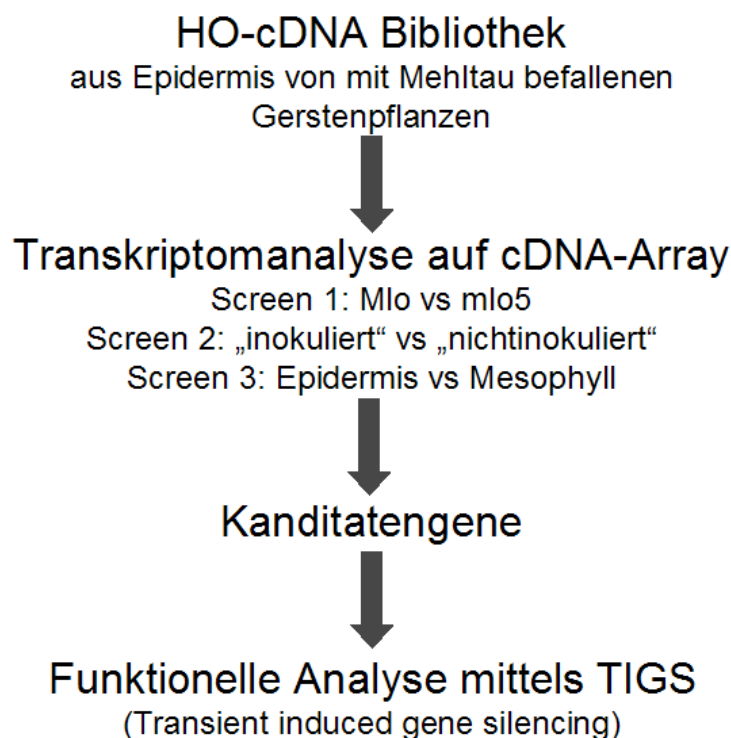 HO-cDNA Bibliothek
aus Epidermis von mit Mehltau befallenen
Gerstenpflanzen
Transkriptomanalyse auf cDNA-Array
Screen 1: Mlo vs mlo5
Screen 2: „inokuliert“ vs „nichtinokuliert“
Screen 3: Epidermis vs Mesophyll
Kanditatengene
Funktionelle Analyse mittels TIGS
(Transient induced gene silencing)